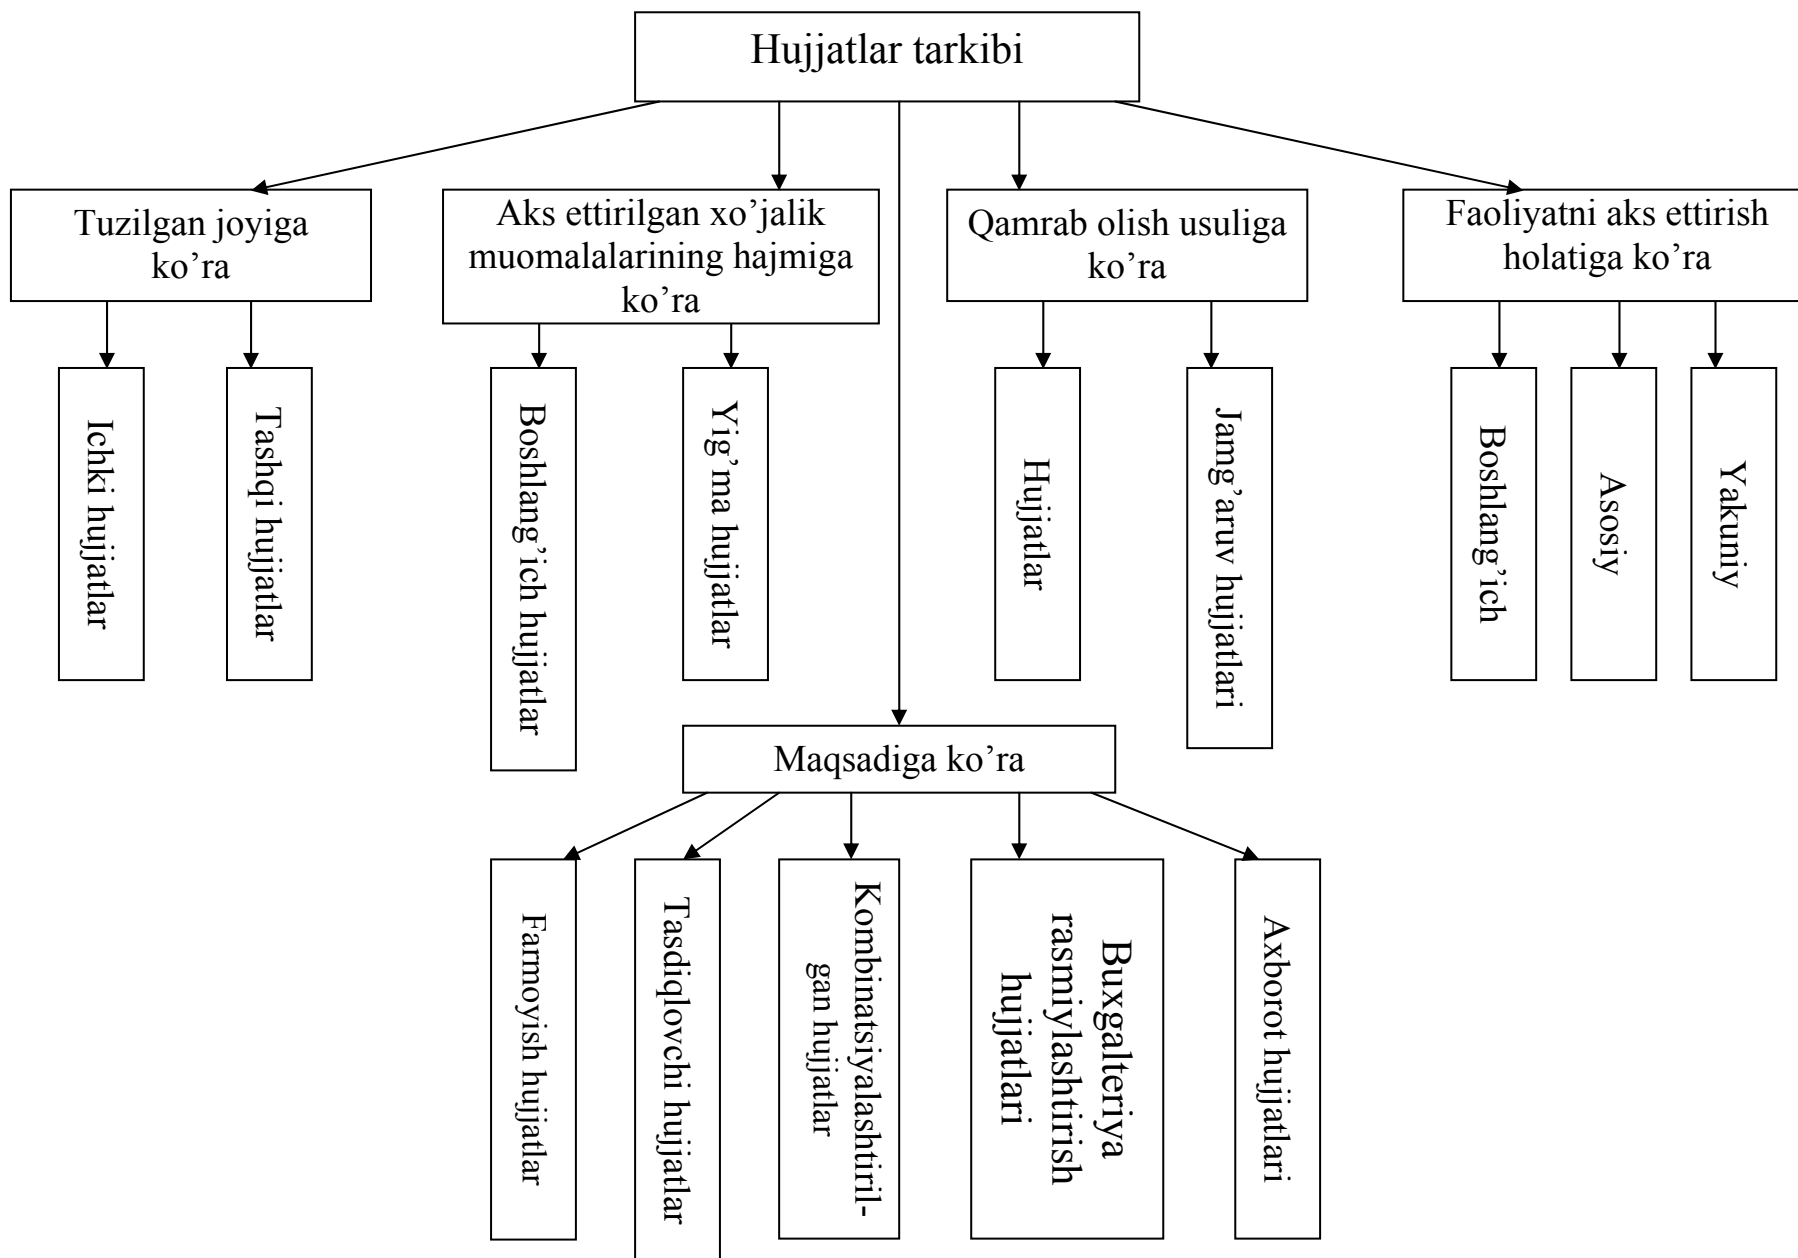 Hujjatlar tarkibi
Tuzilgan joyiga
ko’ra
Aks ettirilgan xo’jalik
muomalalarining hajmiga
ko’ra
Qamrab olish usuliga
ko’ra
Faoliyatni aks ettirish
holatiga ko’ra
Ichki hujjatlar
Tashqi hujjatlar
Boshlang’ich hujjatlar
Yig’ma hujjatlar
Hujjatlar
Jamg’aruv hujjatlari
Boshlang’ich
Asosiy
Yakuniy
Maqsadiga ko’ra
Farmoyish hujjatlar
Tasdiqlovchi hujjatlar
Kombinatsiyalashtiril-
gan hujjatlar
Buxgalteriya
rasmiylashtirish
hujjatlari
Axborot hujjatlari